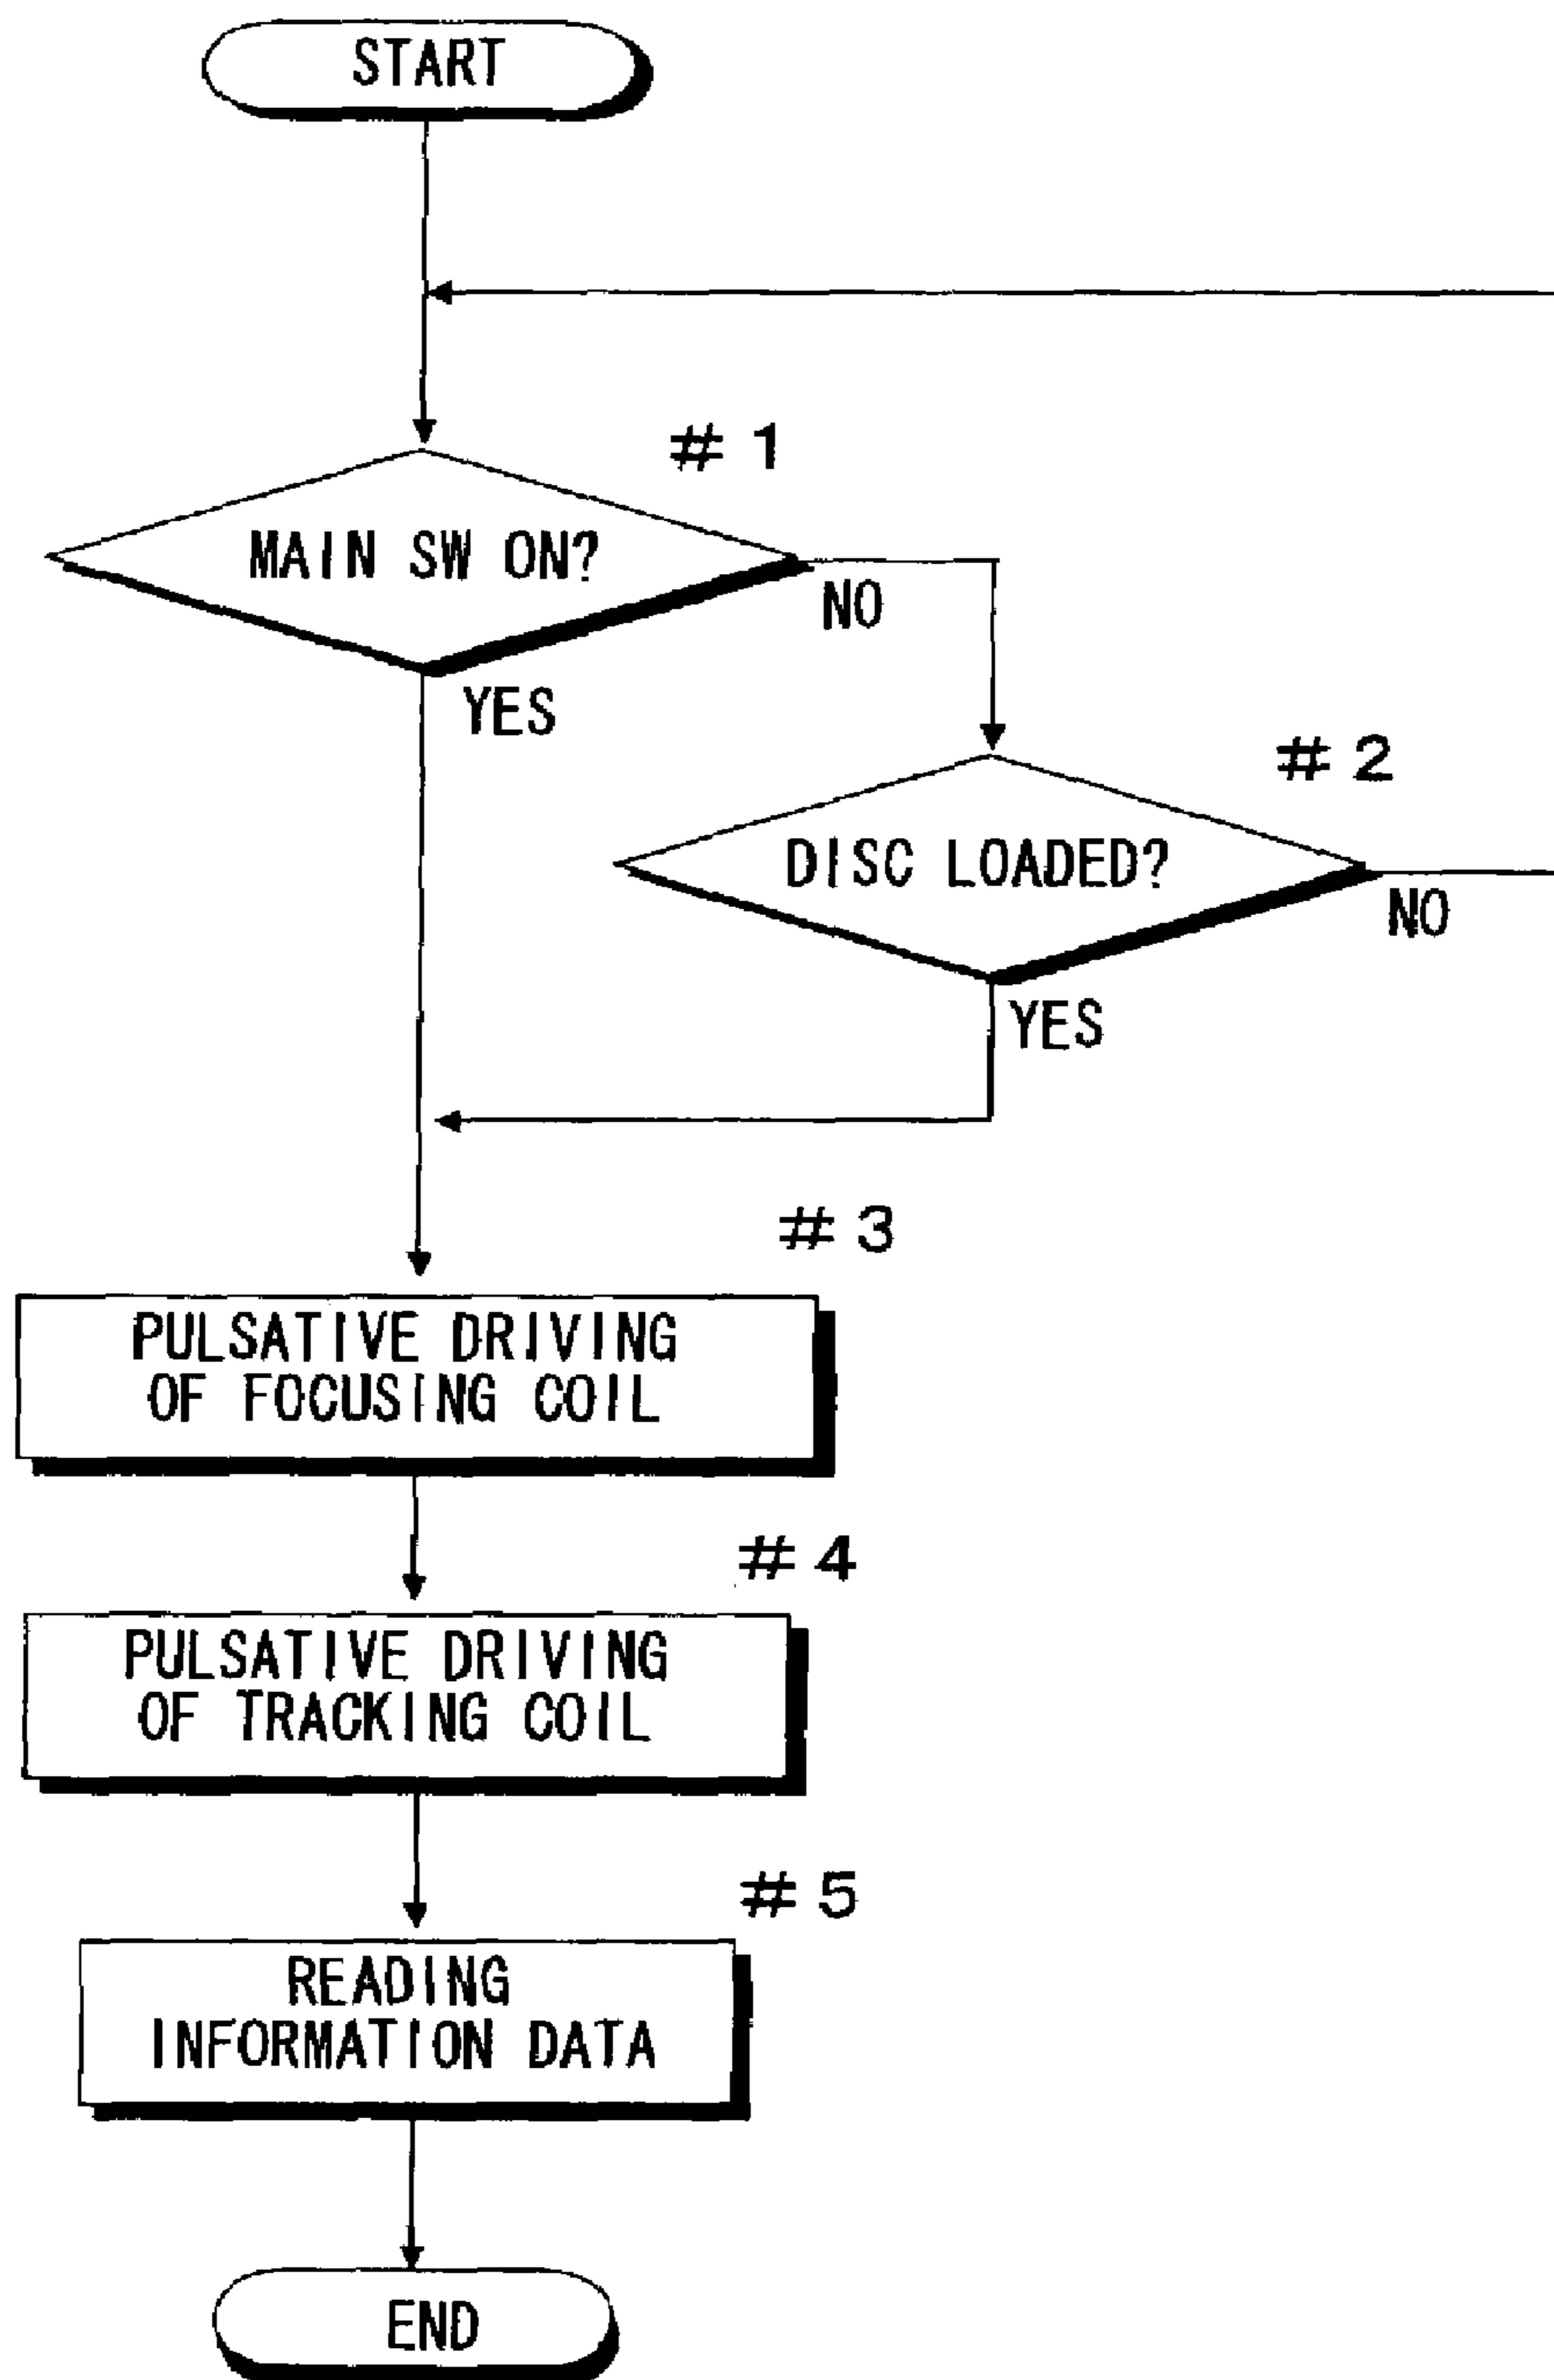 START
# 1
MAIN SW ON?
NO
YES
# 2
DISC LOADED?
NO
YES
# 3
PULSATIVE DRIVING
OF FOCUSING COIL
# 4
PULSATIVE DRIVING
OF TRACKING COIL
# 5
READING
INFORMATION DATA
END